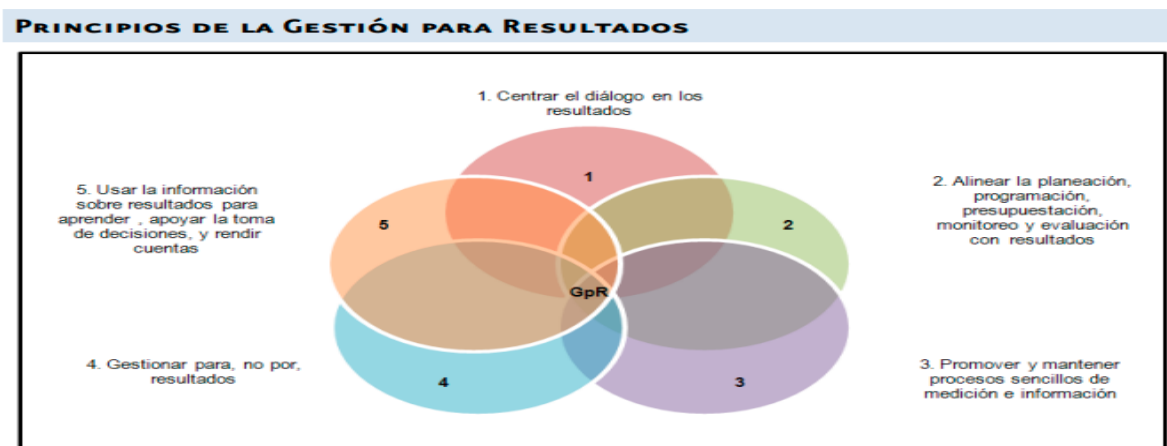 PRINCIPIOS DE LA GESTIÓN PARA RESULTADOS
1. Centrar el diálogo en los
resultados
1
2. Alinear la planeación,
programación,
presupuestación,
monitoreo y evaluación
con resultados
2
3. Promover y mantener
procesos sencillos de
medición e información
3
4. Gestionar para, no por,
resultados
4
5. Usar la información
sobre resultados para
aprender , apoyar la toma
de decisiones, y rendir
cuentas
5
GpR